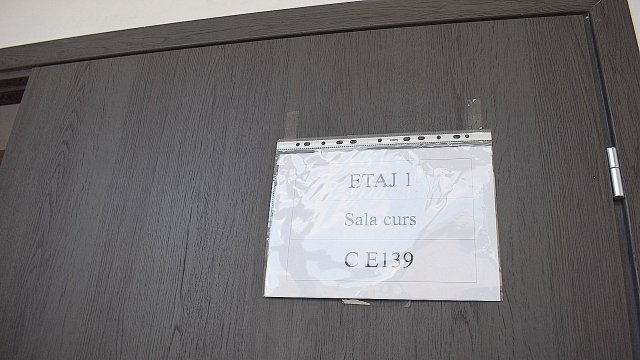 ETAJ 1
Sala curs
C E139